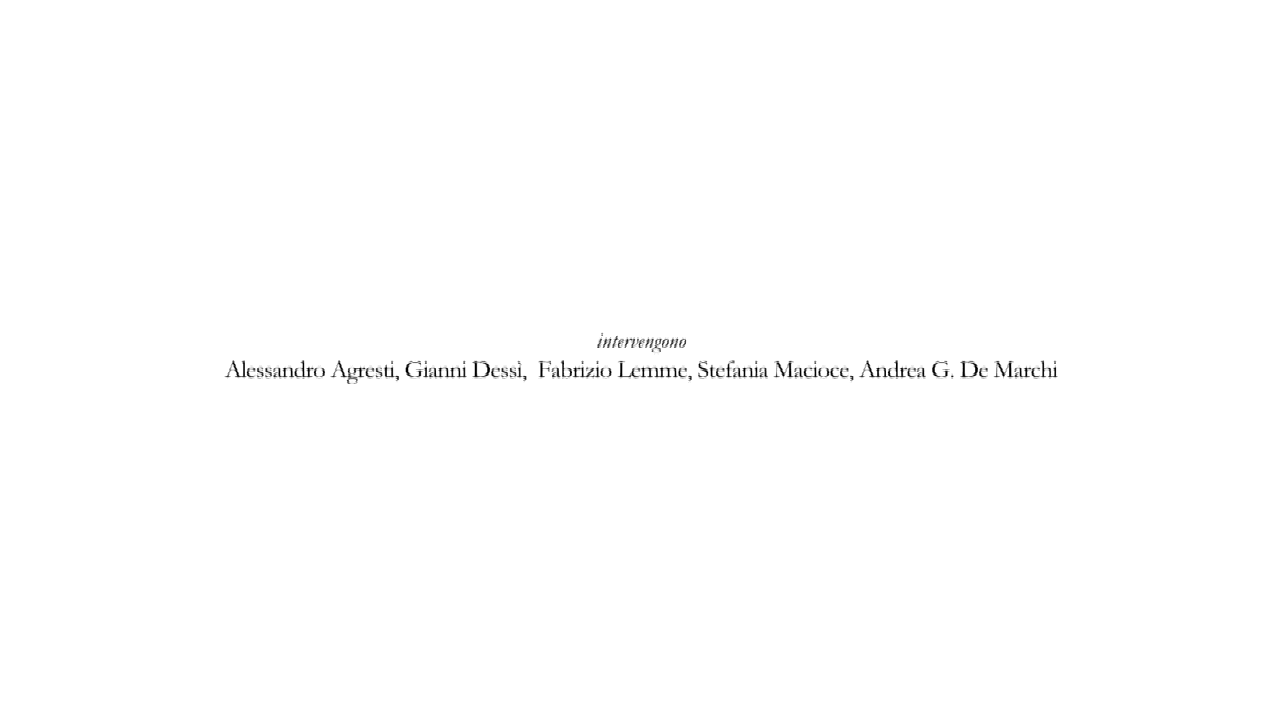 intervengono
Alessandro Agresti, Gianni Dessì, Fabrizio Lemme, Stefania Macioce, Andrea G. De Marchi